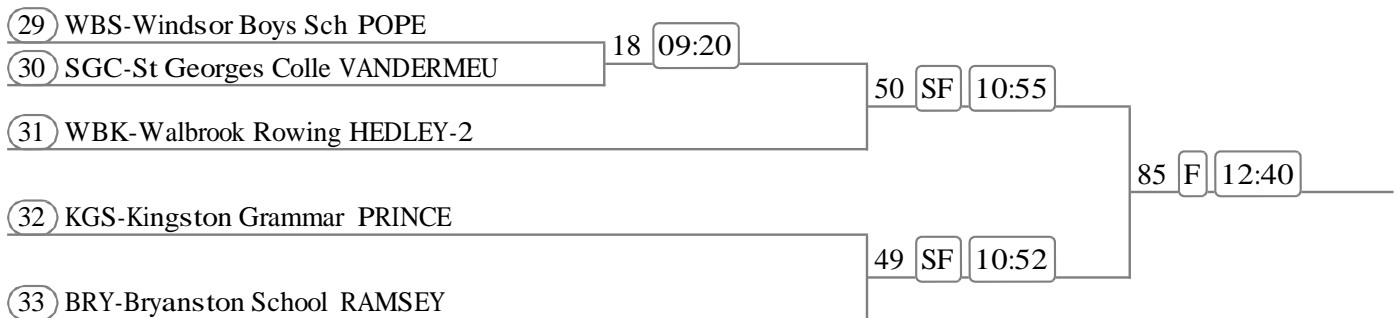 29 WBS-Windsor Boys Sch POPE
18 09:20
30 SGC-St Georges Colle VANDERMEU
50 SF 10:55
31 WBK-Walbrook Rowing HEDLEY-2
85 F 12:40
32 KGS-Kingston Grammar PRINCE
49 SF 10:52
33 BRY-Bryanston School RAMSEY